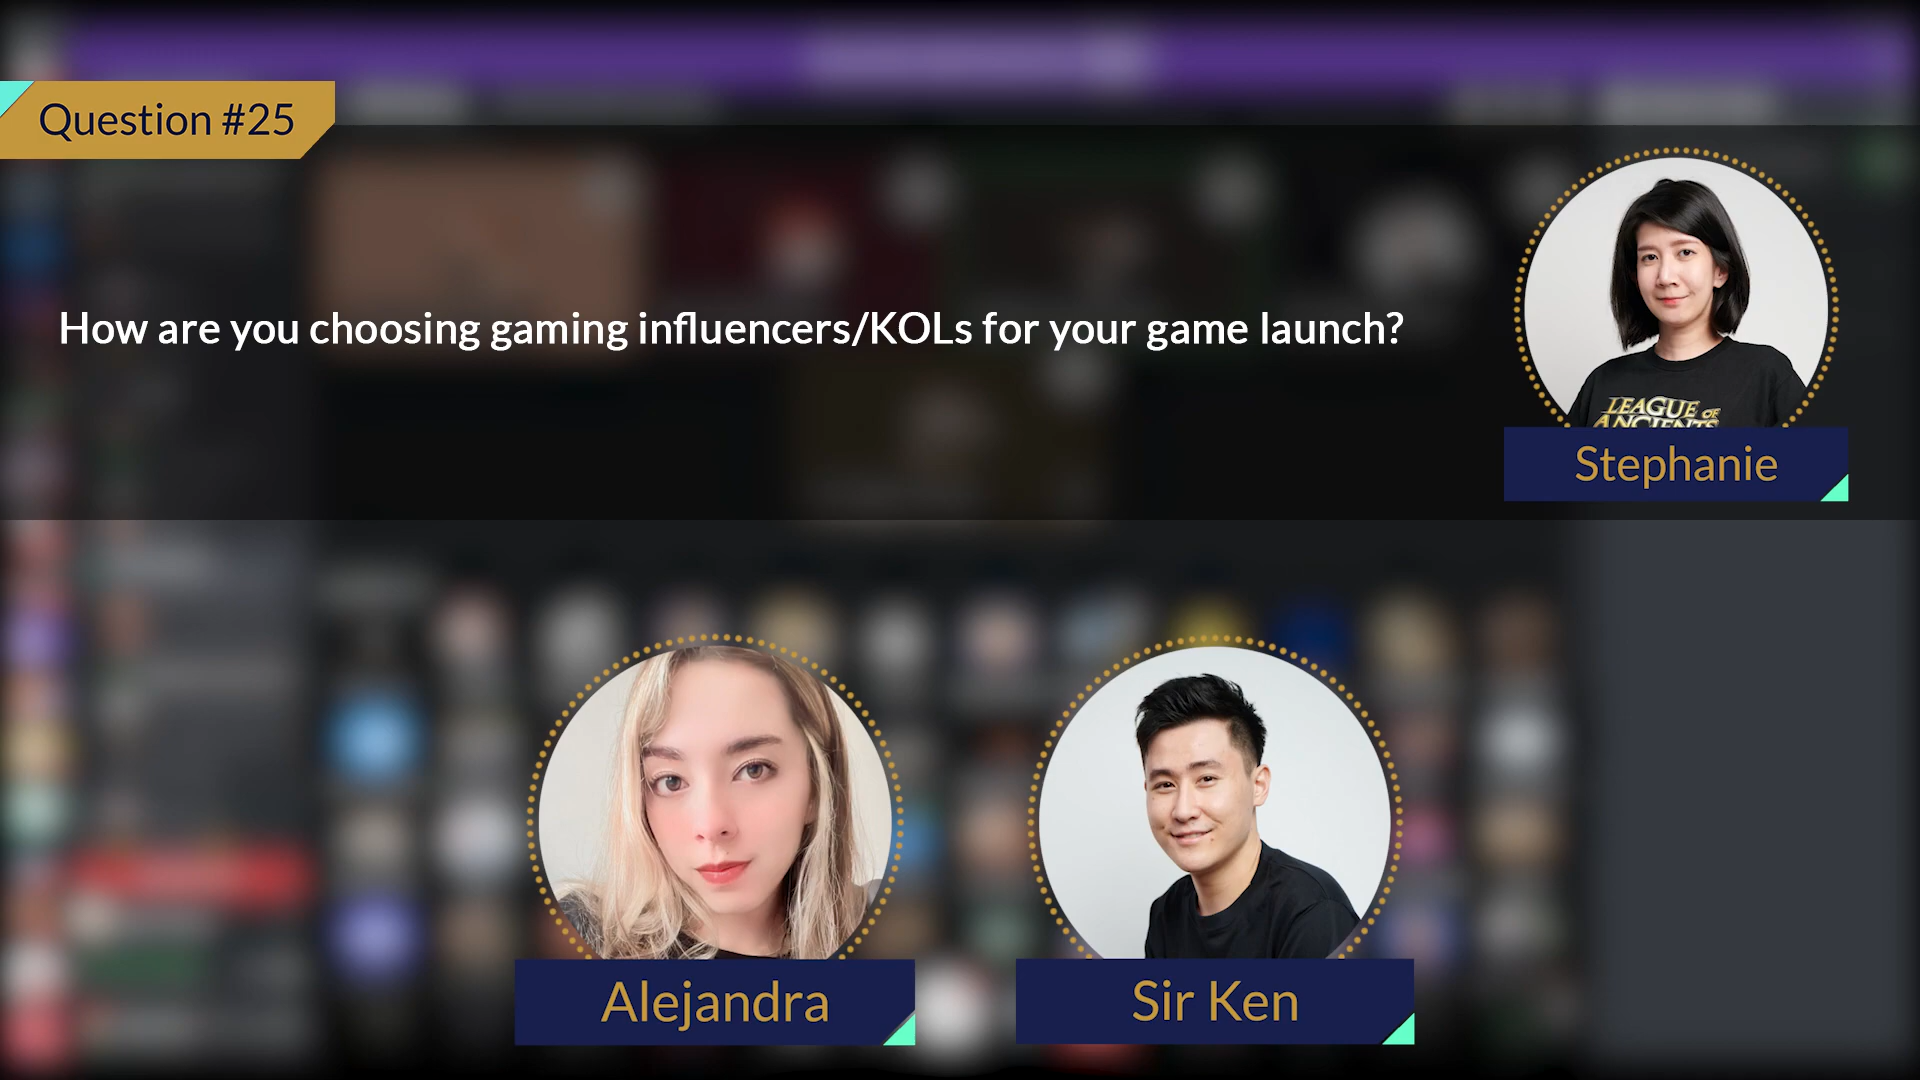 Question #25
How are you choosing gaming influencers/KOLs for your game launch?
LEAGUE OF
ANCIENTS
Stephanie
Alejandra
Sir Ken